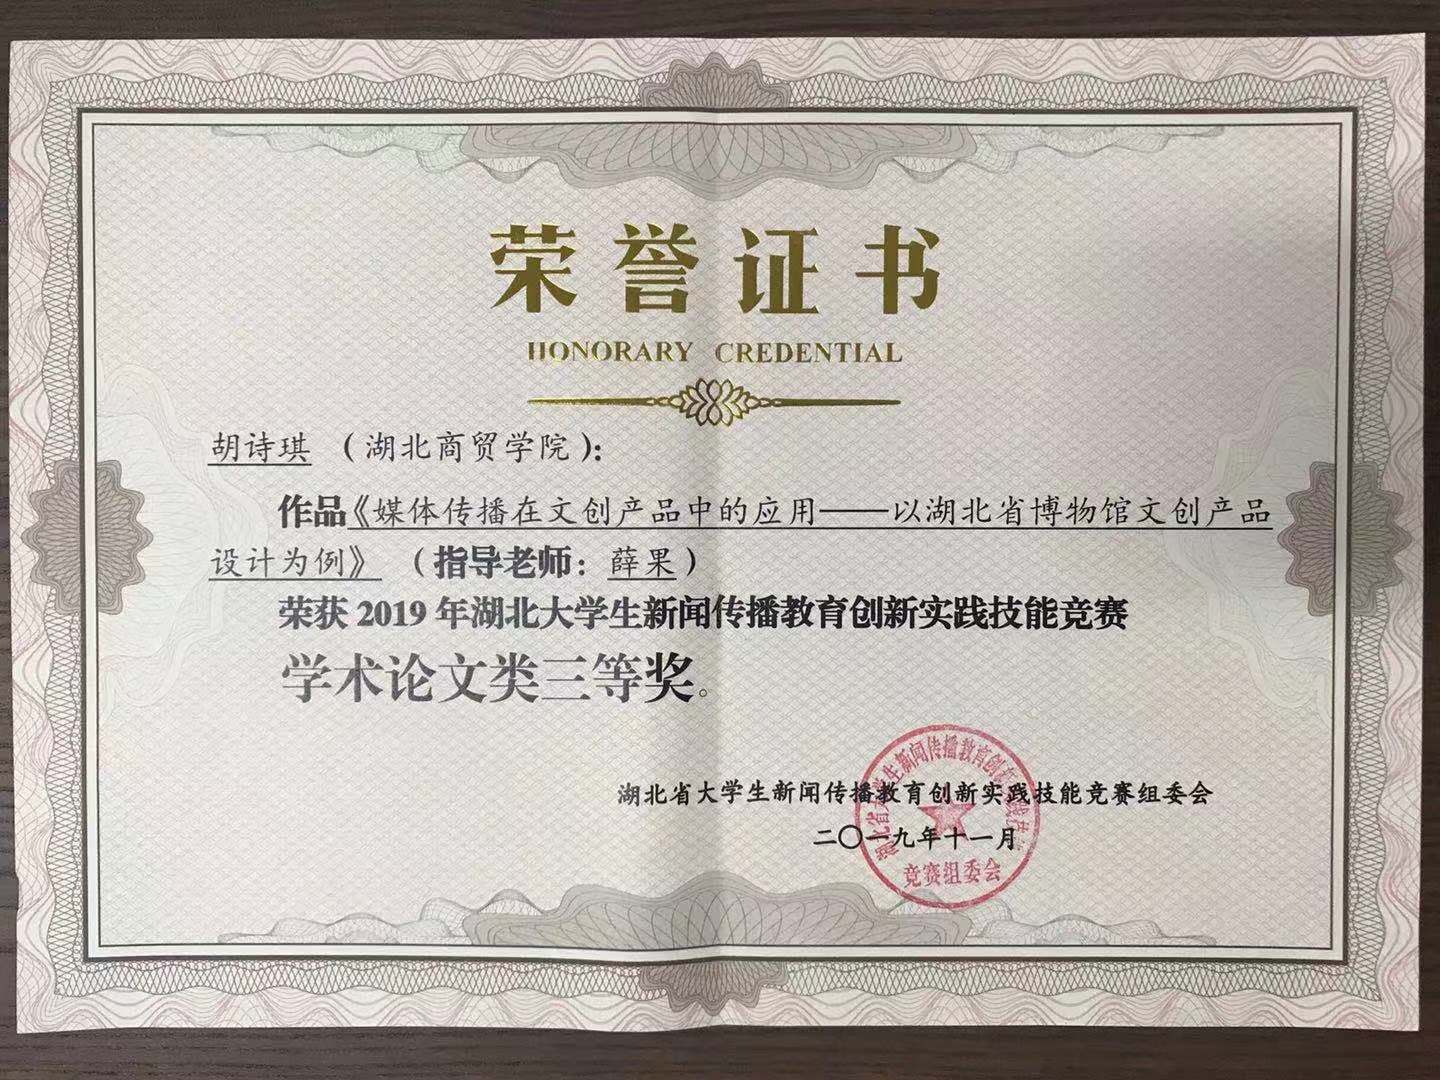 荣誉证书
HONORARY CREDENTIAL
胡诗琪 （湖北商贸学院）：
作品《媒体传播在文创产品中的应用——以湖北省博物馆文创产品
设计为例》 （指导老师：薛果）
荣获 2019 年湖北大学生新闻传播教育创新实践技能竞赛
学术论文类三等奖。
湖北省大学生新闻传播教育创新实践技能竞赛组委会
二〇一九年十一月
竞赛组委会